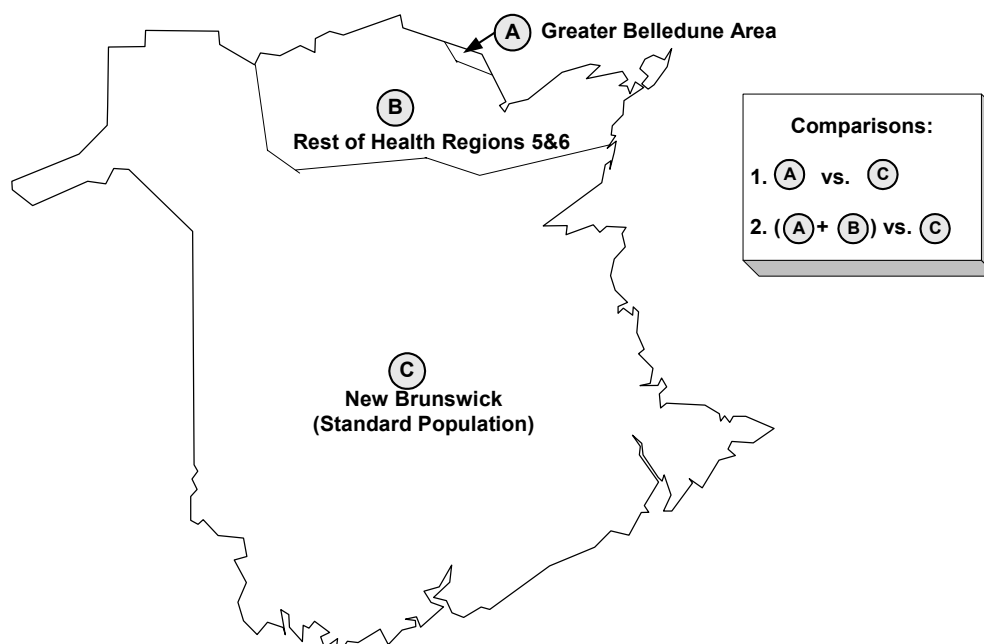 A Greater Belledune Area
B
Rest of Health Regions 5&6
Comparisons:
1. A vs. C
2. (A + B) vs. C
C
New Brunswick
(Standard Population)